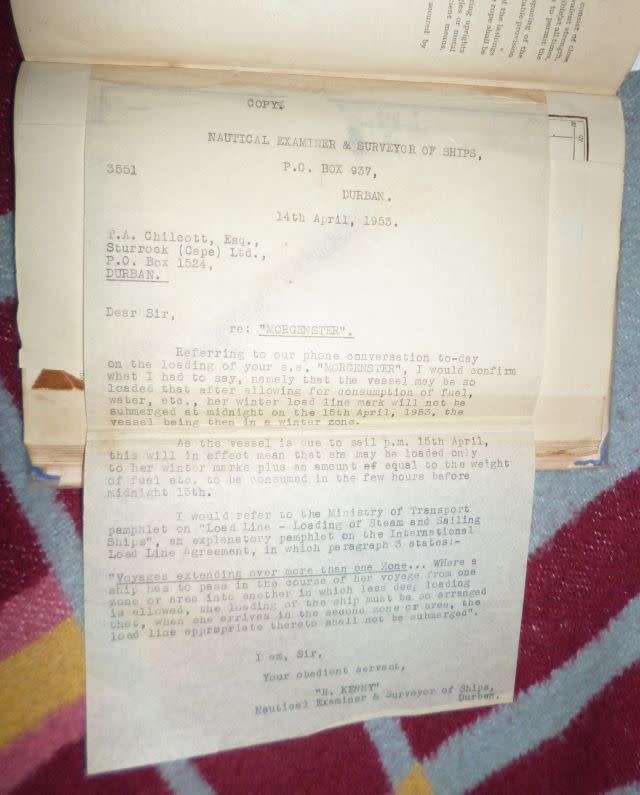 consist of close
equivalent strength,
COPY.
NAUTICAL EXAMINER & SURVEYOR OF SHIPS,
3551
P.O. BOX 937,
DURBAN.
14th April, 1953.
Chilcott, Esq.,
Sturrock (Cape) Ltd.,
P.O. Box 1524,
DURBAN.
Dear Sir,
re: "MORGENSTER".
Referring to our phone conversation to-day
on the loading of your s.s. "MORGENSTER", I would confirm
what I had to say, namely that the vessel may be so
loaded that after allowing for consumption of fuel,
water, etc., her winter load line mark will not be
submerged at midnight on the 15th April, 1953, the
vessel being then in a winter zone.
As the vessel is due to sail p.m. 15th April,
this will in effect mean that she may be loaded only
to her winter marks plus an amount ef equal to the weight
of fuel etc. to be consumed in the few hours before
midnight 15th.
I would refer to the Ministry of Transport
pamphlet on "Load Line - Loading of Steam and Sailing
Ships", an explanatory pamphlet on the International
Load Line Agreement, in which paragraph 3 states:-
"Voyages extending over more than one Zone... Where a
ship has to pass in the course of her voyage from one
zone or area into another in which less deep loading
is allowed, the loading of the ship must be so arranged
that, when she arrives in the second zone or area, the
load line appropriate thereto shall not be submerged".
I am, Sir,
Your obedient servant,
"H. KENNY"
Nautical Examiner & Surveyor of Ships,
Durban.